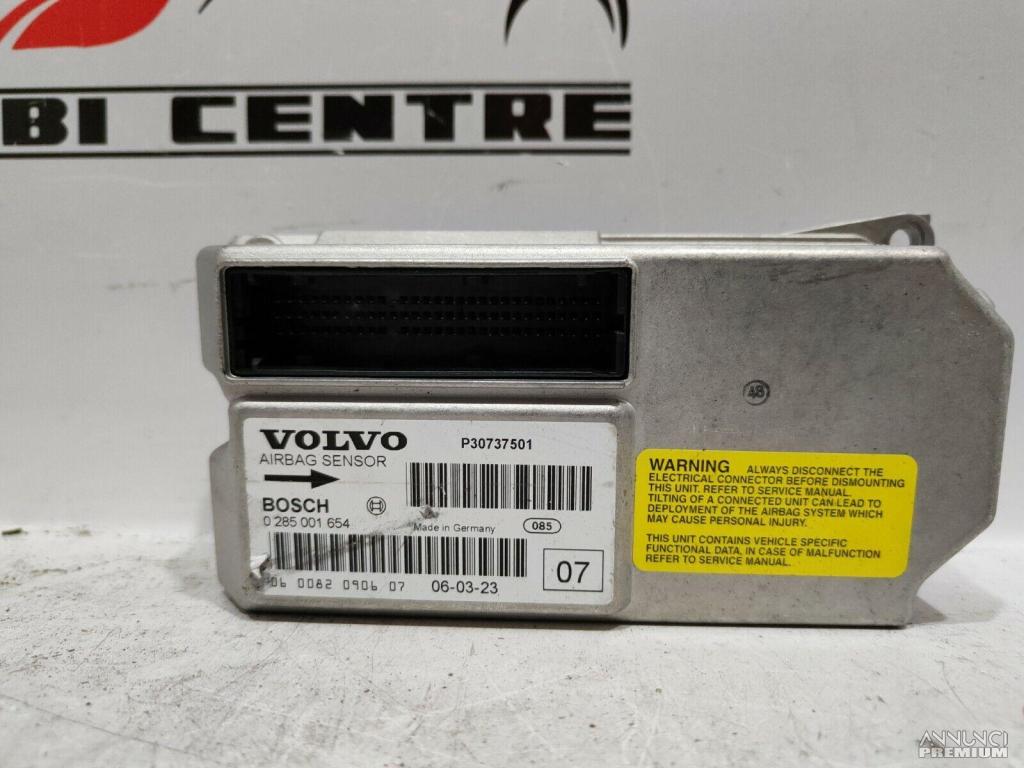 BI CENTRE
VOLVO
AIRBAG SENSOR
P30737501
BOSCH
0 285 001 654
Made in Germany
085
06 0082 0906 07
06-03-23
07
48
WARNING ALWAYS DISCONNECT THE
ELECTRICAL CONNECTOR BEFORE DISMOUNTING
THIS UNIT. REFER TO SERVICE MANUAL.
TILTING OF A CONNECTED UNIT CAN LEAD TO
DEPLOYMENT OF THE AIRBAG SYSTEM WHICH
MAY CAUSE PERSONAL INJURY.
THIS UNIT CONTAINS VEHICLE SPECIFIC
FUNCTIONAL DATA, IN CASE OF MALFUNCTION
REFER TO SERVICE MANUAL.
ANNUNCI
PREMIUM